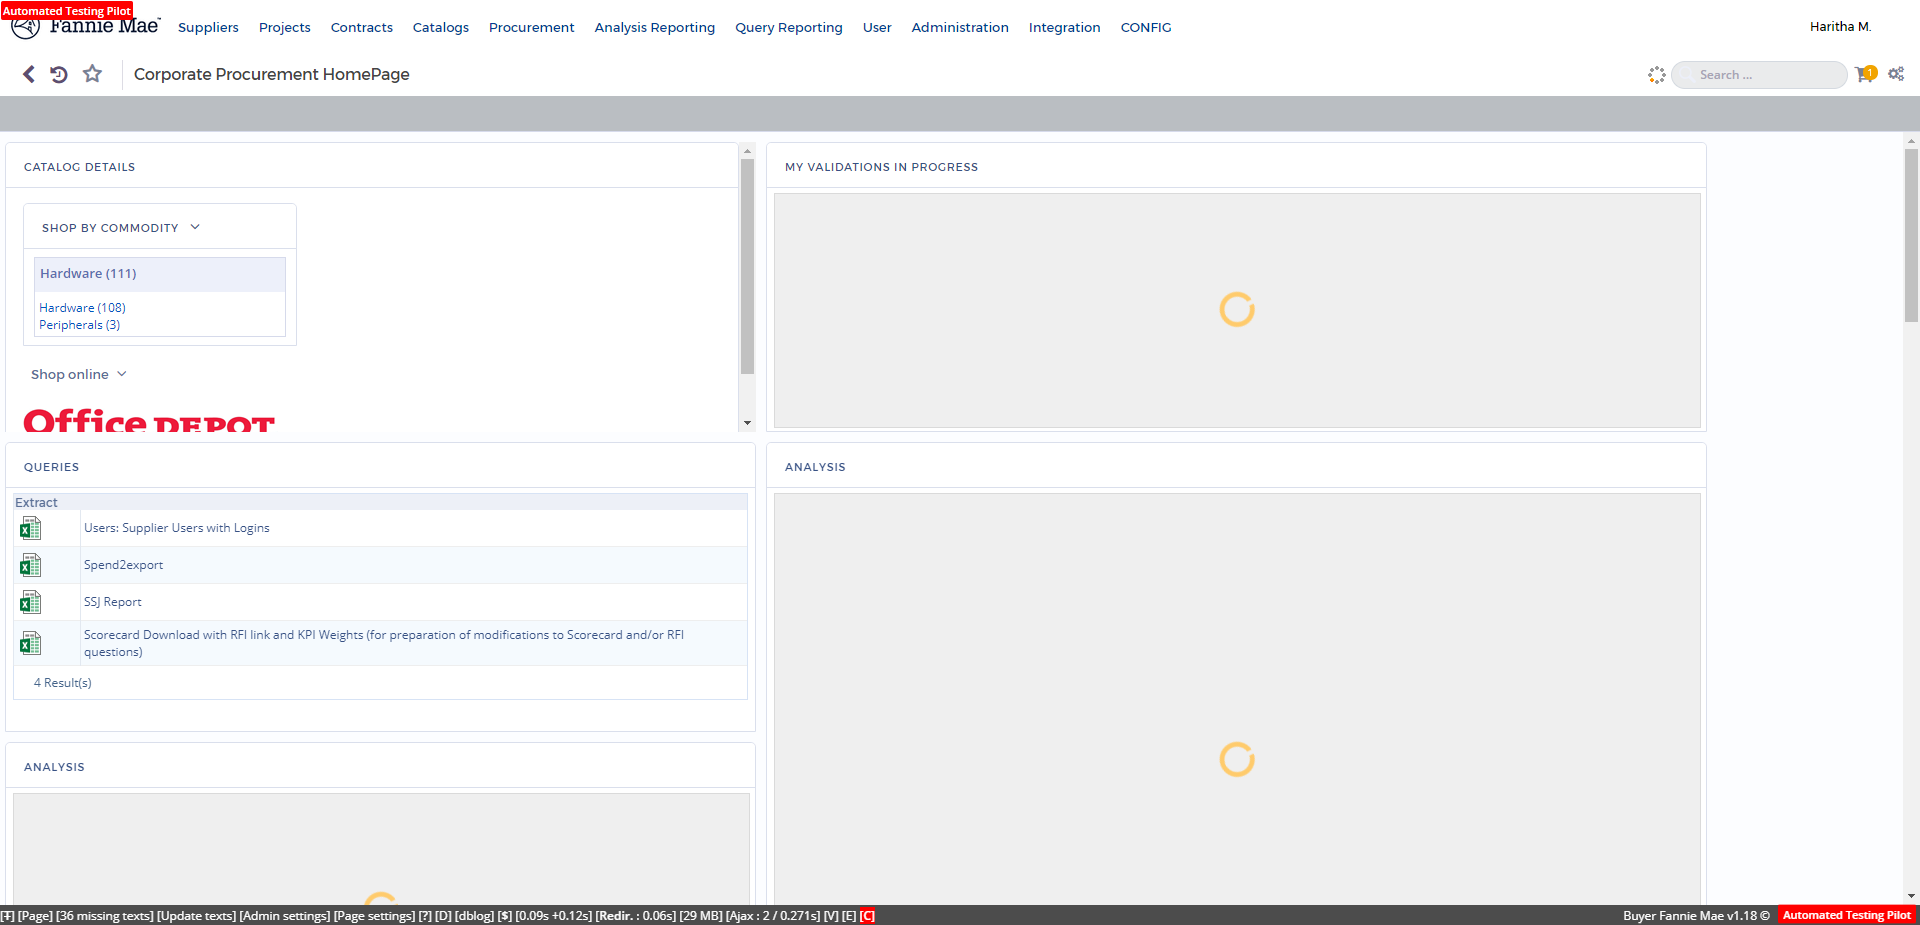 Automated Testing Pilot
Fannie Mae
Suppliers Projects Contracts Catalogs Procurement Analysis Reporting Query Reporting User Administration Integration CONFIG
Haritha M.
Corporate Procurement HomePage
Search ...
1
CATALOG DETAILS
SHOP BY COMMODITY
Hardware (111)
Hardware (108)
Peripherals (3)
Shop online
Office DEPOT
MY VALIDATIONS IN PROGRESS
QUERIES
Extract
Users: Supplier Users with Logins
Spend2export
SSJ Report
Scorecard Download with RFI link and KPI Weights (for preparation of modifications to Scorecard and/or RFI
questions)
4 Result(s)
ANALYSIS
ANALYSIS
[T] [Page] [36 missing texts] [Update texts] [Admin settings] [Page settings] [?] [D] [dblog] [$] [0.09s +0.12s] [Redir. : 0.06s] [29 MB] [Ajax : 2 / 0.271s] [V] [E] [C]
Buyer Fannie Mae v1.18 ©
Automated Testing Pilot